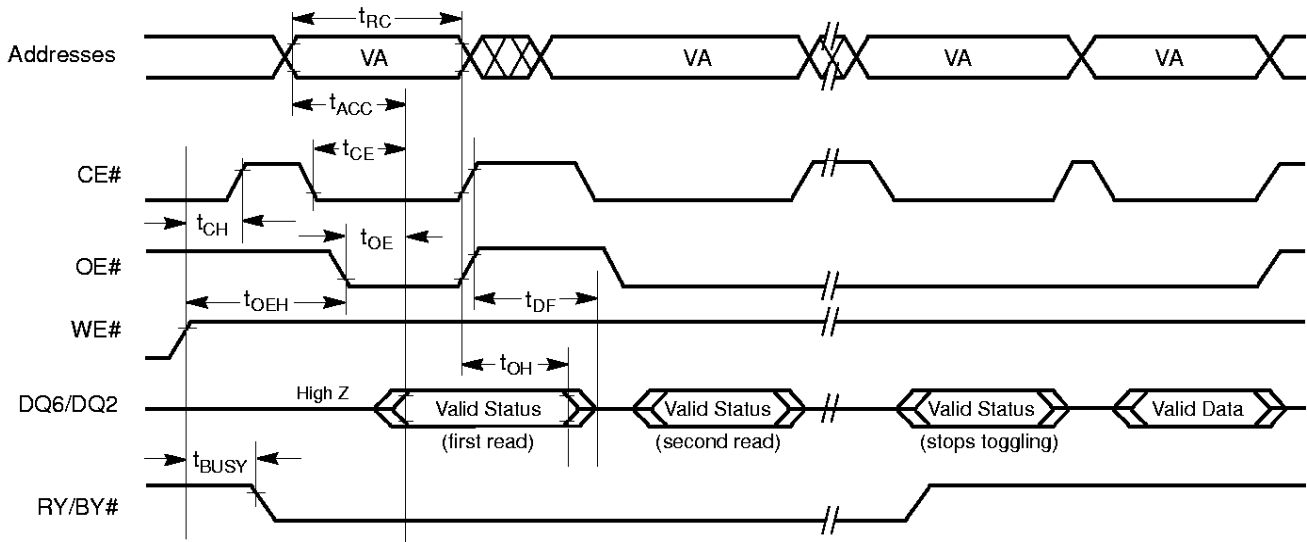 tRC
Addresses VA VA VA VA
tACC
tCE
CE#
tCH tOE
OE#
tOEH tDF
WE#
tOH
High Z
DQ6/DQ2 Valid Status Valid Status Valid Status Valid Data
(first read) (second read) (stops toggling)
tBUSY
RY/BY#